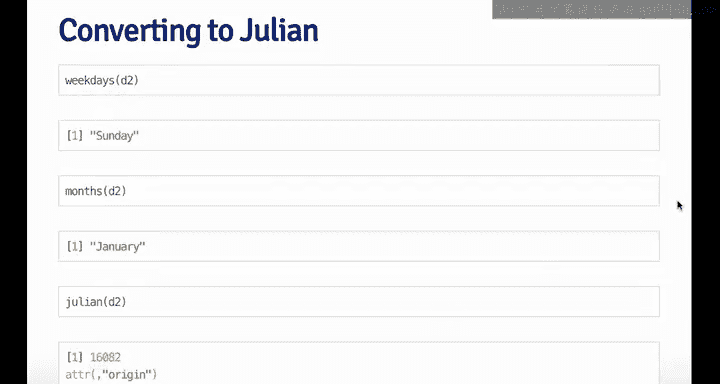 Converting to Julian
weekdays(d2)
[1] "Sunday"
months(d2)
[1] "January"
julian(d2)
[1] 16082
attr(,"origin")